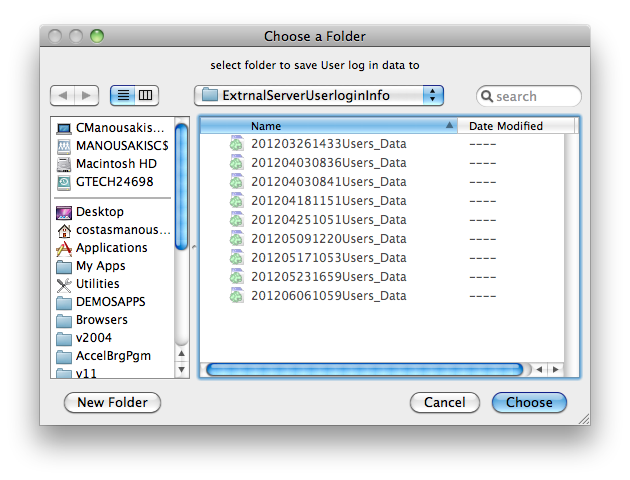 Choose a Folder
select folder to save User log in data to
ExtrnalServerUserloginInfo
search
CManousakis...
MANOUSAKISC$
Macintosh HD
GTECH24698
Desktop
costasmanous...
Applications
My Apps
Utilities
DEMOSAPPS
Browsers
v2004
AccelBrgPgm
v11
Name Date Modified
201203261433Users_Data ----
201204030836Users_Data ----
201204030841Users_Data ----
201204181151Users_Data ----
201204251051Users_Data ----
201205091220Users_Data ----
201205171053Users_Data ----
201205231659Users_Data ----
201206061059Users_Data ----
New Folder Cancel Choose